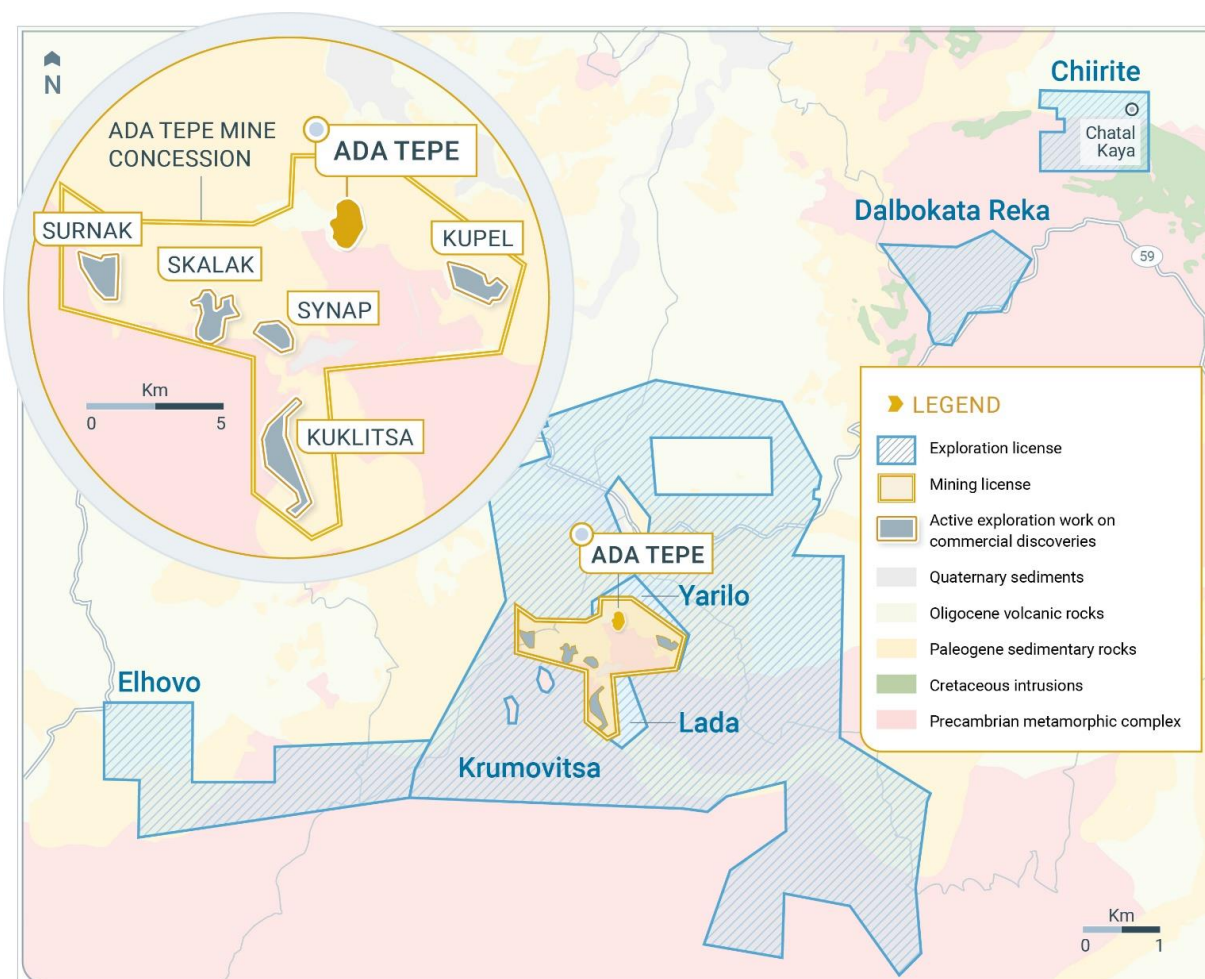 N
ADA TEPE MINE
CONCESSION
ADA TEPE
SURNAK
SKALAK
KUPEL
SYNAP
Km
0 5
KUKLITSA
Chiirite
Chatal
Kaya
Dalbokata Reka
59
LEGEND
Exploration license
Mining license
Active exploration work on
commercial discoveries
Quaternary sediments
Oligocene volcanic rocks
Paleogene sedimentary rocks
Cretaceous intrusions
Precambrian metamorphic complex
ADA TEPE
Yarilo
Elhovo
Lada
Krumovitsa
Km
0 1